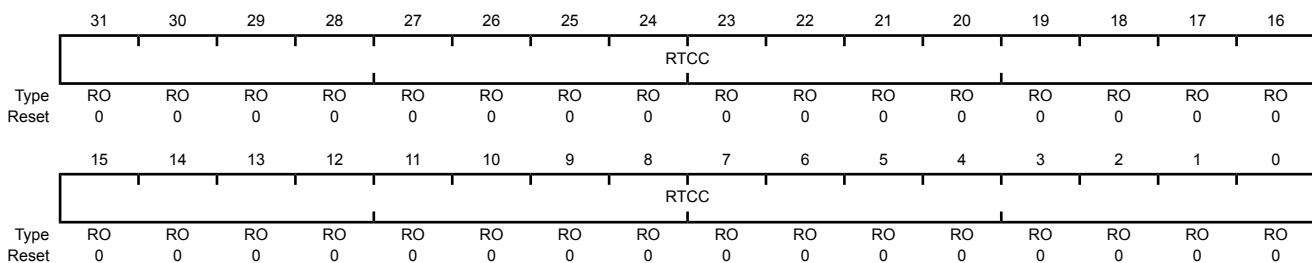 31 30 29 28 27 26 25 24 23 22 21 20 19 18 17 16
RTCC
Type RO RO RO RO RO RO RO RO RO RO RO RO RO RO RO RO
Reset 0 0 0 0 0 0 0 0 0 0 0 0 0 0 0 0
15 14 13 12 11 10 9 8 7 6 5 4 3 2 1 0
RTCC
Type RO RO RO RO RO RO RO RO RO RO RO RO RO RO RO RO
Reset 0 0 0 0 0 0 0 0 0 0 0 0 0 0 0 0